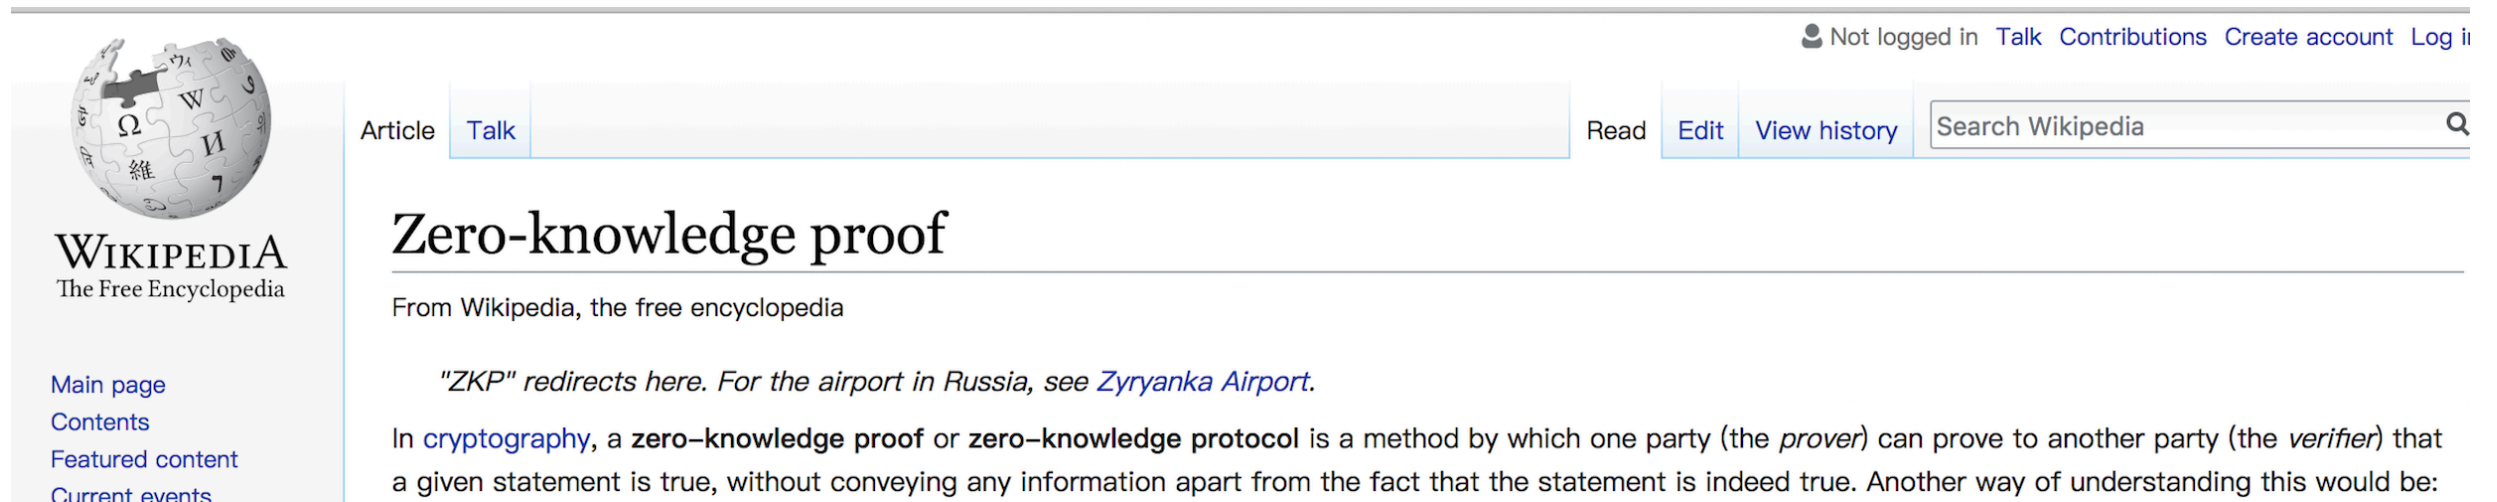 Not logged in Talk Contributions Create account Log
Article Talk Read Edit View history Search Wikipedia
WIKIPEDIA
The Free Encyclopedia
Zero-knowledge proof
From Wikipedia, the free encyclopedia
"ZKP" redirects here. For the airport in Russia, see Zyryanka Airport.
Main page
Contents
Featured content
Current events
In cryptography, a zero–knowledge proof or zero–knowledge protocol is a method by which one party (the prover) can prove to another party (the verifier) that
a given statement is true, without conveying any information apart from the fact that the statement is indeed true. Another way of understanding this would be: